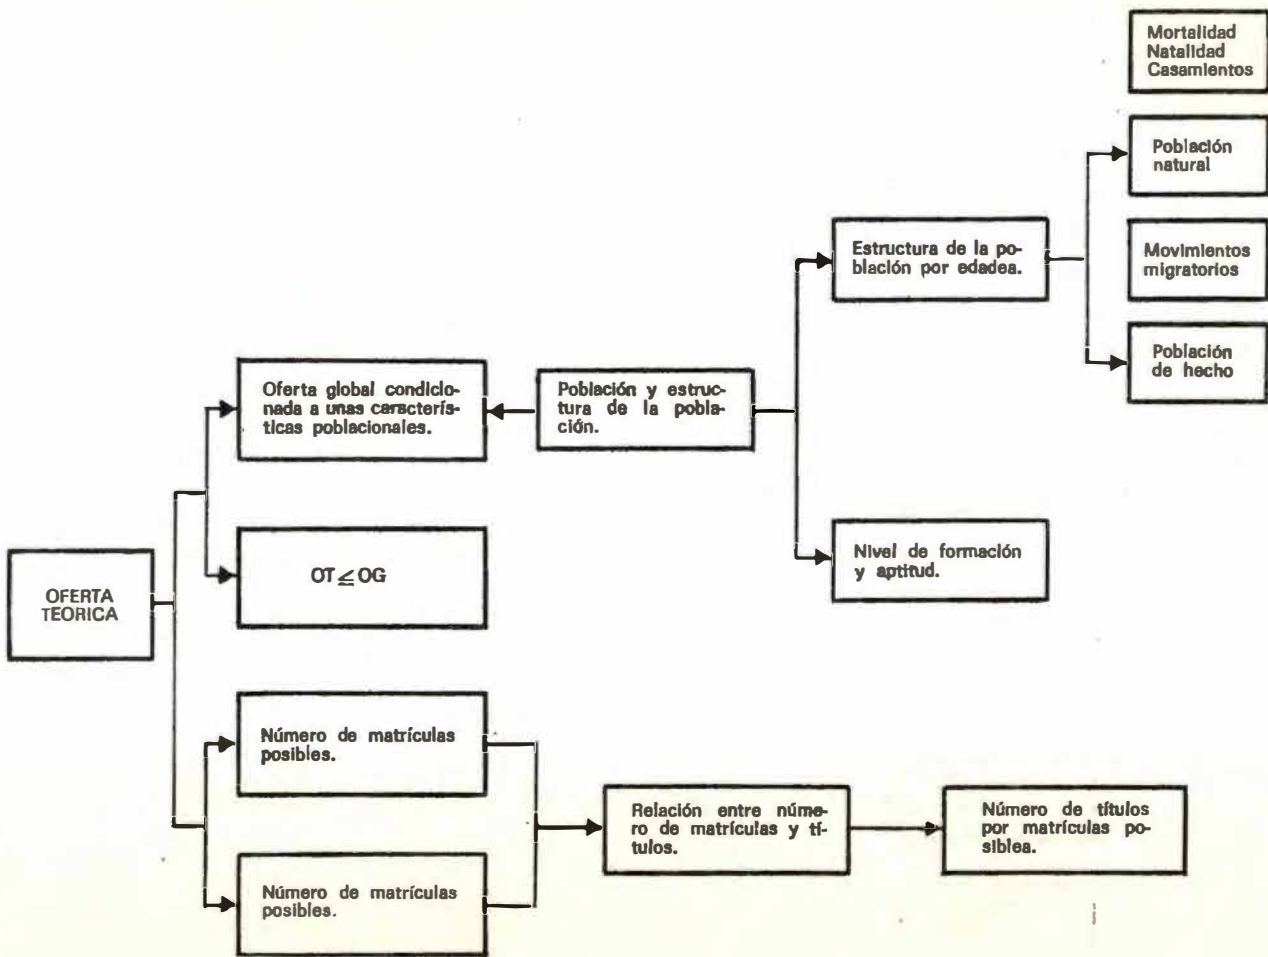 Mortalidad
Natalidad
Casamientos
Población
natural
Estructura de la po-
blación por edadea.
Movimientos
migratorios
Población
de hecho
Oferta global condicio-
nada a unas caracterís-
ticas poblacionales.
Población y estruc-
tura de la pobla-
ción.
Nivel de formación
y aptitud.
OT ≦ OG
OFERTA
TEORICA
Número de matrículas
posibles.
Relación entre núme-
ro de matrículas y tí-
tulos.
Número de títulos
por matrículas po-
siblea.
Número de matrículas
posibles.